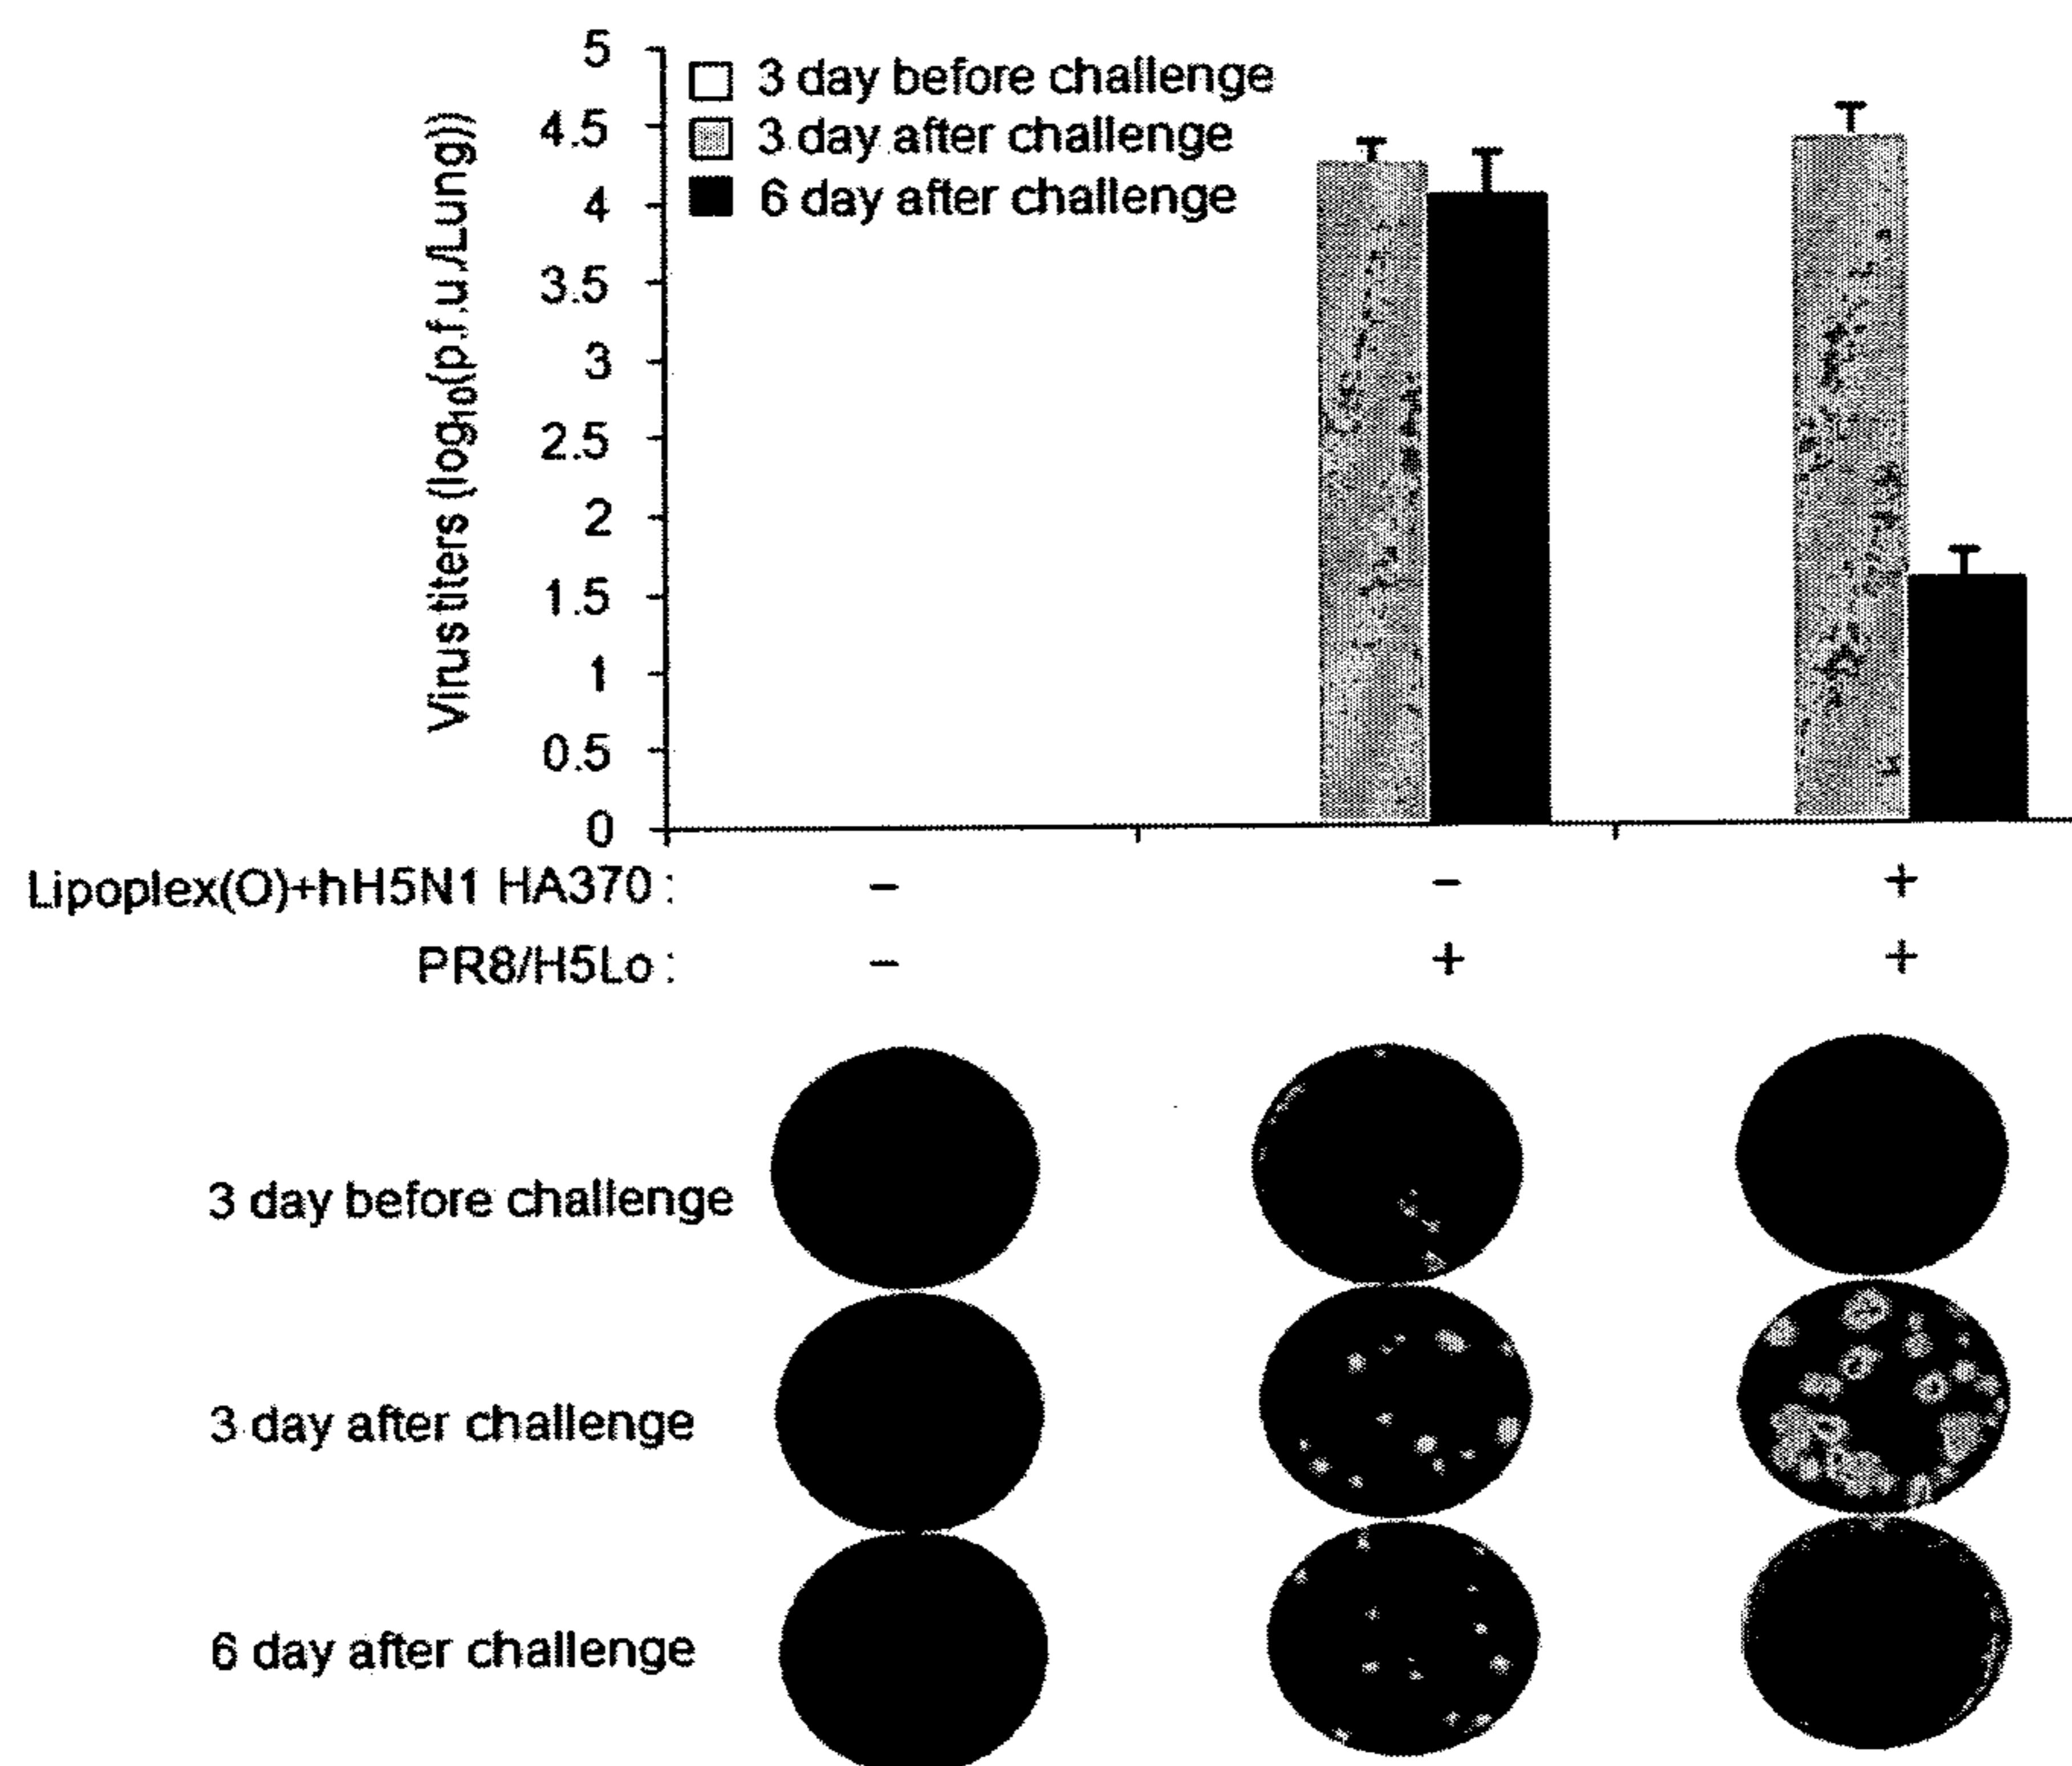 5
3 day before challenge
4.5
3 day after challenge
4
6 day after challenge
3.5
3
2.5
2
1.5
1
0.5
0
Virus titers (log10(p.f.u./Lung))
Lipoplex(O)+hH5N1 HA370 : − − +
PR8/H5Lo : − + +
3 day before challenge
3 day after challenge
6 day after challenge